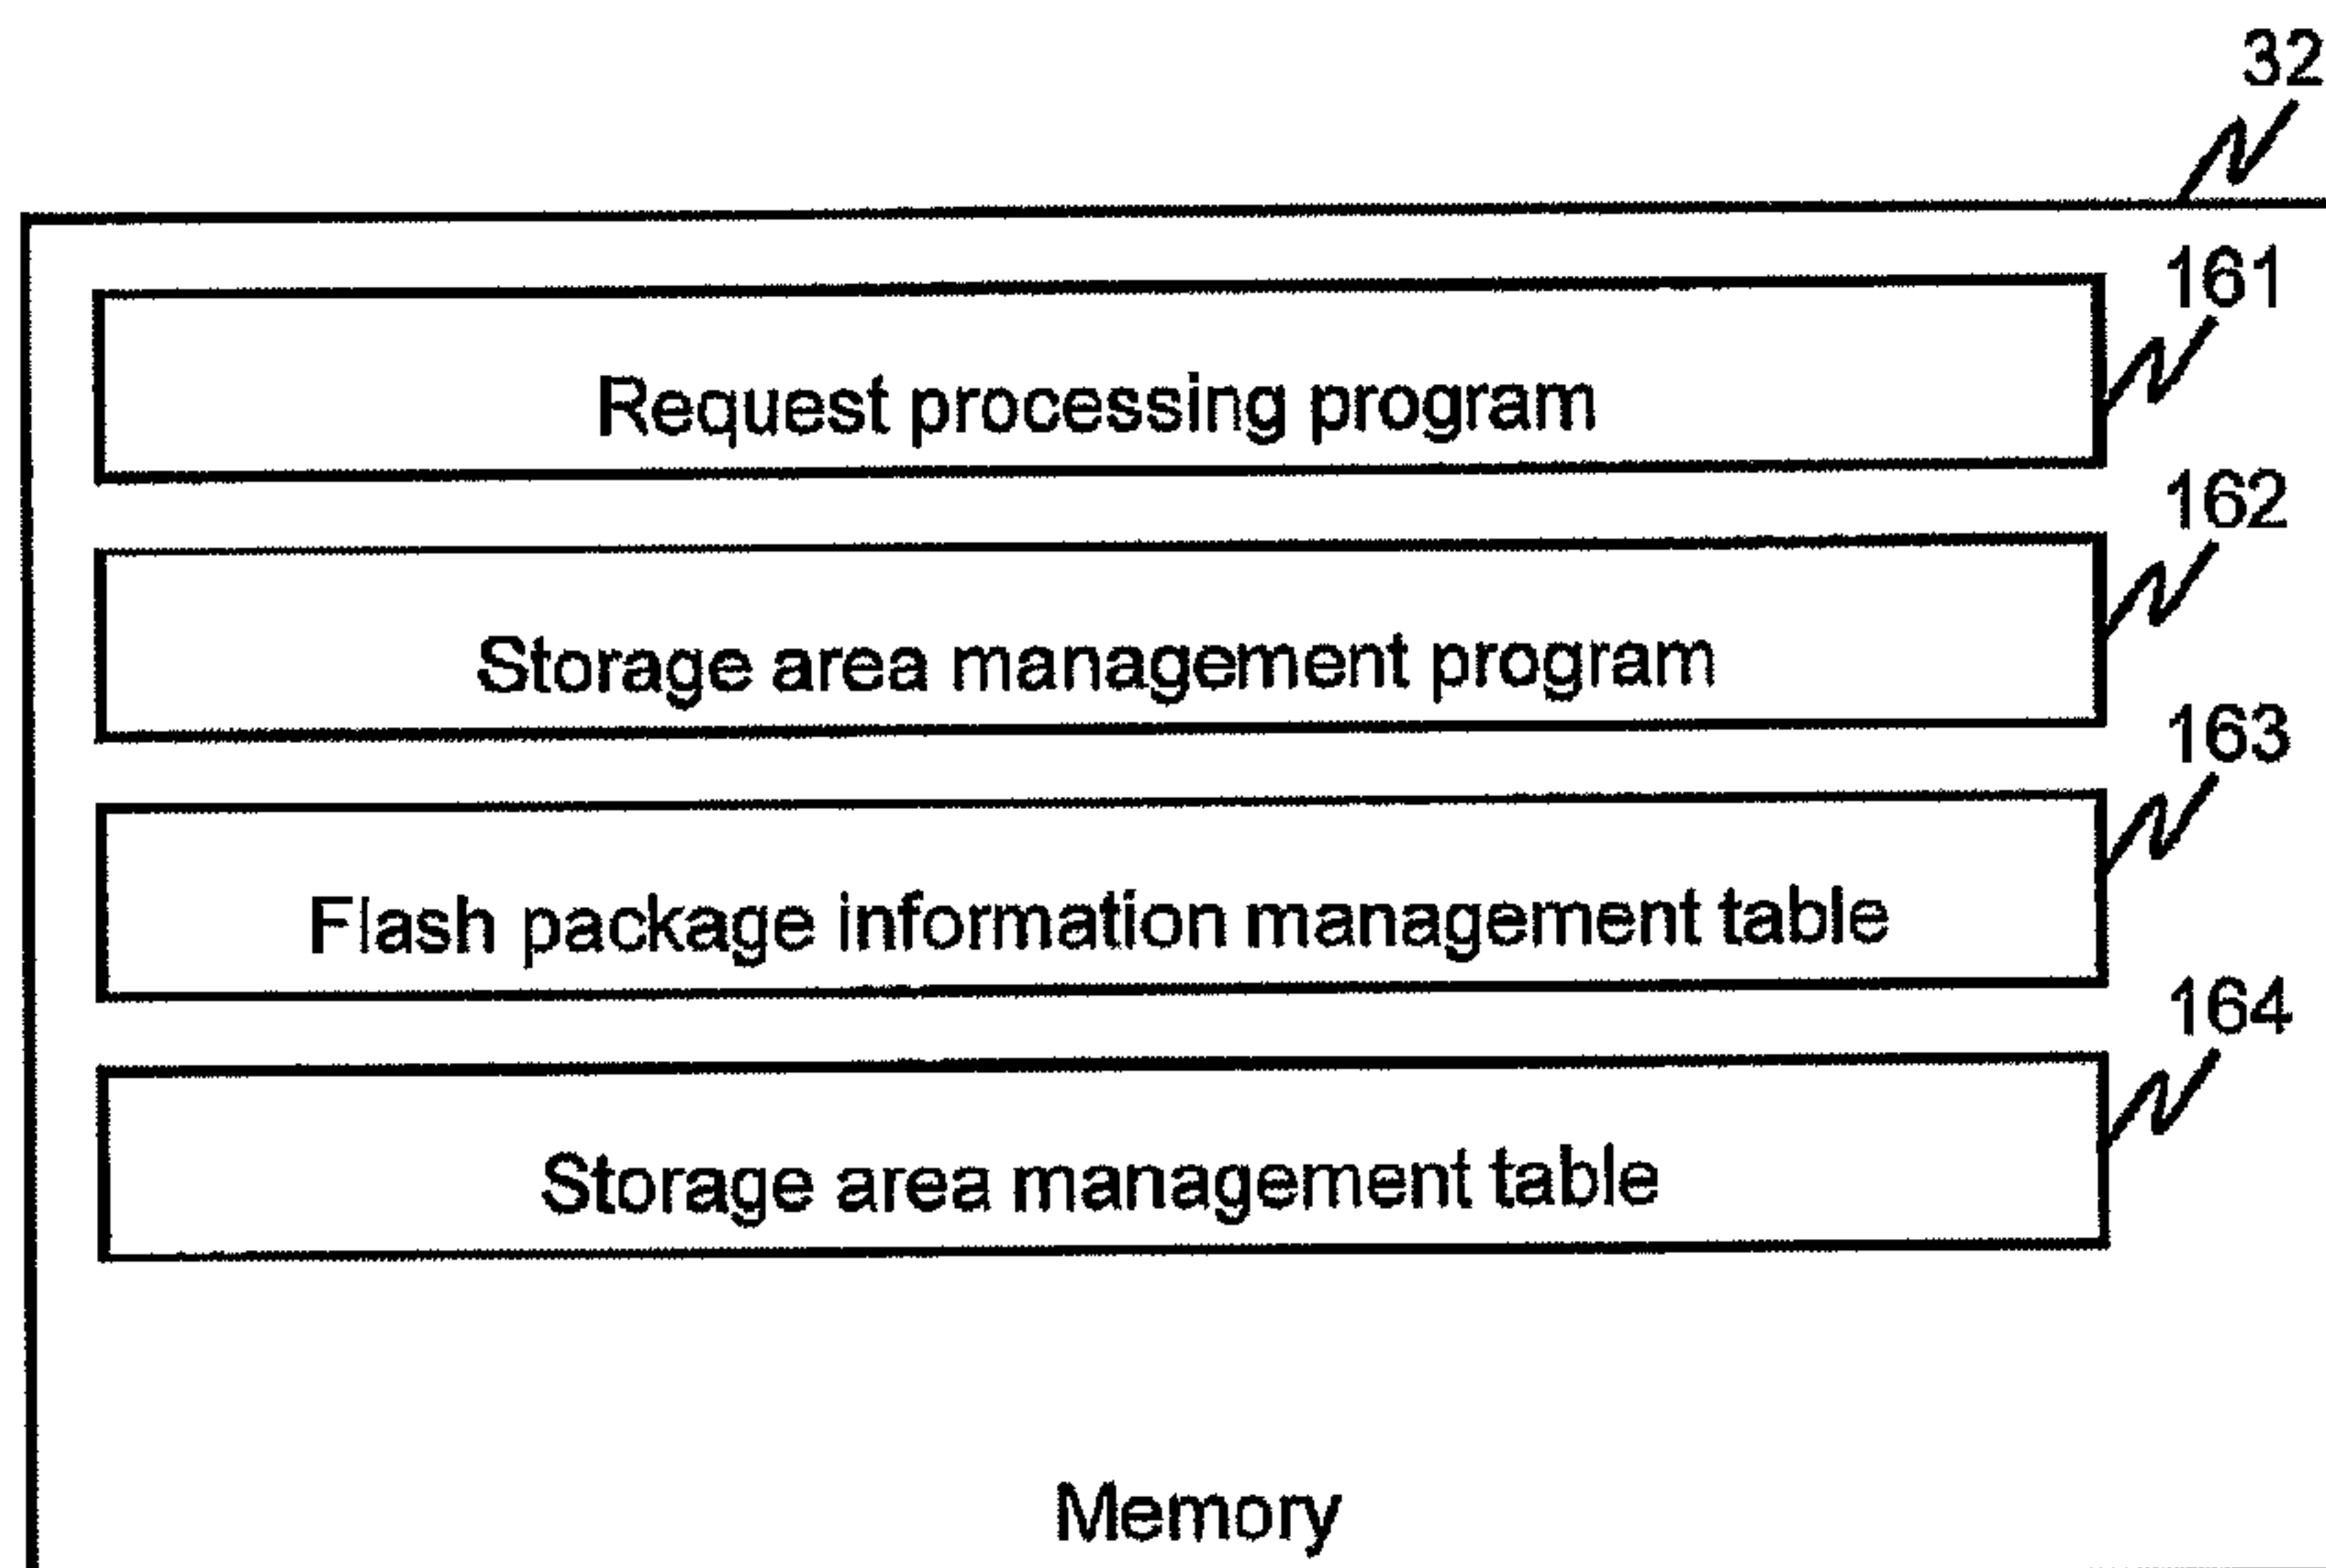 32
161
Request processing program
162
Storage area management program
163
Flash package information management table
164
Storage area management table
Memory